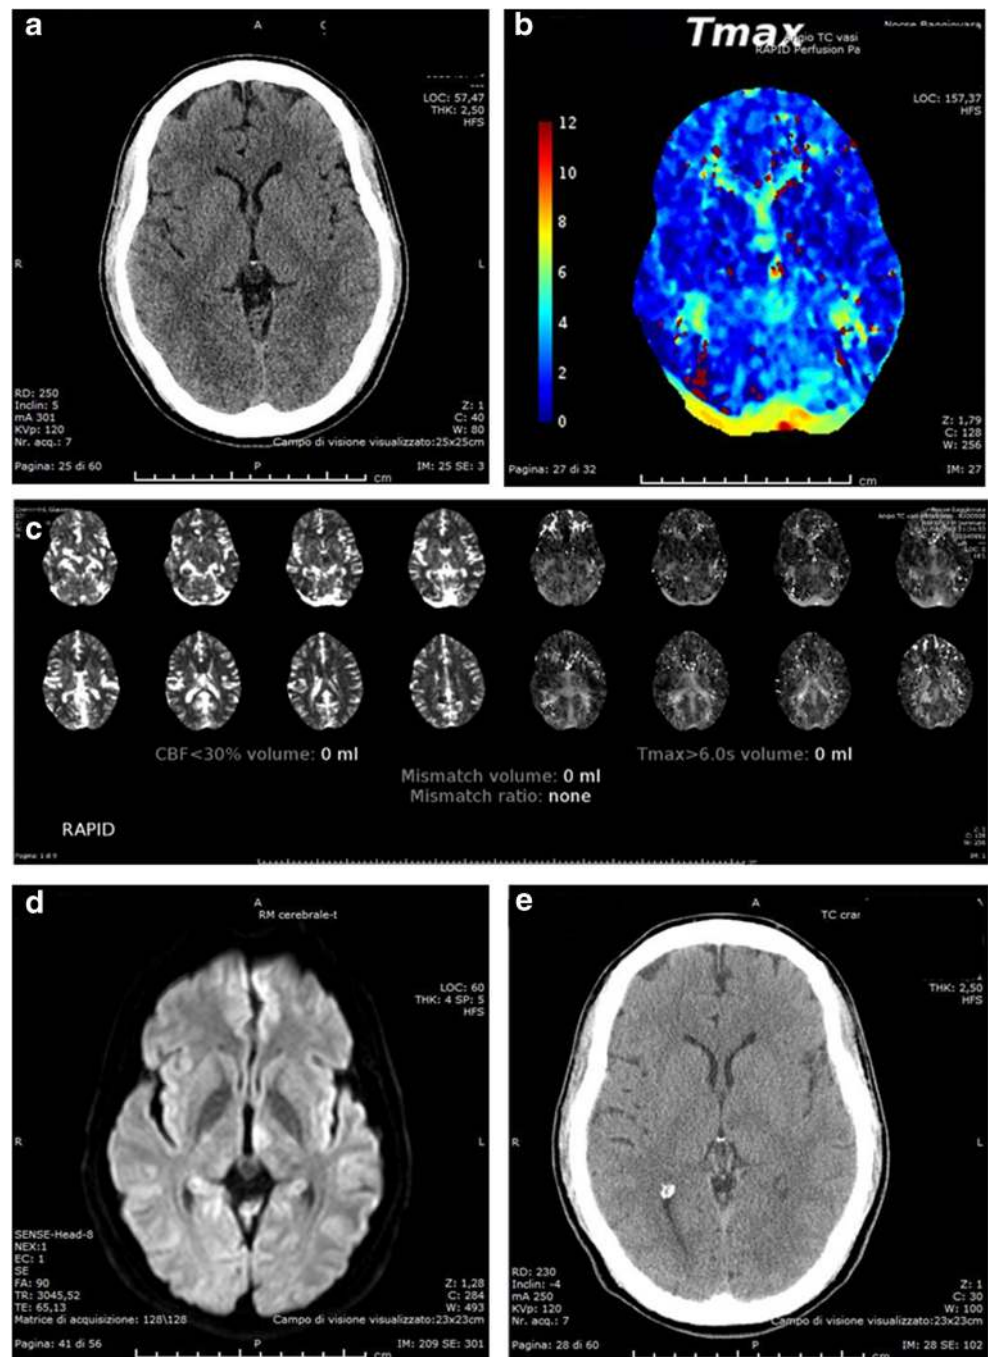 a
A
LOC: 57,47
THK: 2,50
HFS
R
L
RD: 250
Inclin: 5
mA 301
KVp: 120
Nr. acq.: 7
Z: 1
C: 40
W: 80
Campo di visione visualizzato:25x25cm
Pagina: 25 di 60
P
IM: 25 SE: 3
cm
b
Tmax
Angio TC vasi
RAPID Perfusion Pa
LOC: 157,37
HFS
12
10
8
6
4
2
0
Z: 1,79
C: 128
W: 256
Pagina: 27 di 32
IM: 27
cm
c
CBF<30% volume: 0 ml
Tmax>6.0s volume: 0 ml
Mismatch volume: 0 ml
Mismatch ratio: none
RAPID
d
A
RM cerebrale-t
LOC: 60
THK: 4 SP: 5
HFS
R
L
SENSE-Head-8
NEX:1
EC: 1
SE
FA: 90
TR: 3045,52
TE: 65,13
Matrice di acquisizione: 128\128
Z: 1,28
C: 284
W: 493
Campo di visione visualizzato:23x23cm
Pagina: 41 di 56
P
IM: 209 SE: 301
cm
e
A
TC crar
THK: 2,50
HFS
R
L
RD: 230
Inclin: -4
mA 250
KVp: 120
Nr. acq.: 7
Z: 1
C: 30
W: 100
Campo di visione visualizzato:23x23cm
Pagina: 28 di 60
P
IM: 28 SE: 102
cm